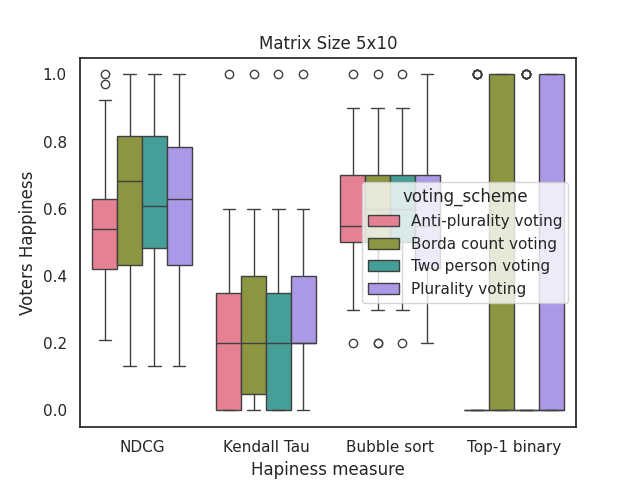 Matrix Size 5x10
Voters Happiness
1.0
0.8
0.6
0.4
0.2
0.0
voting_scheme
Anti-plurality voting
Borda count voting
Two person voting
Plurality voting
NDCG Kendall Tau Bubble sort Top-1 binary
Hapiness measure